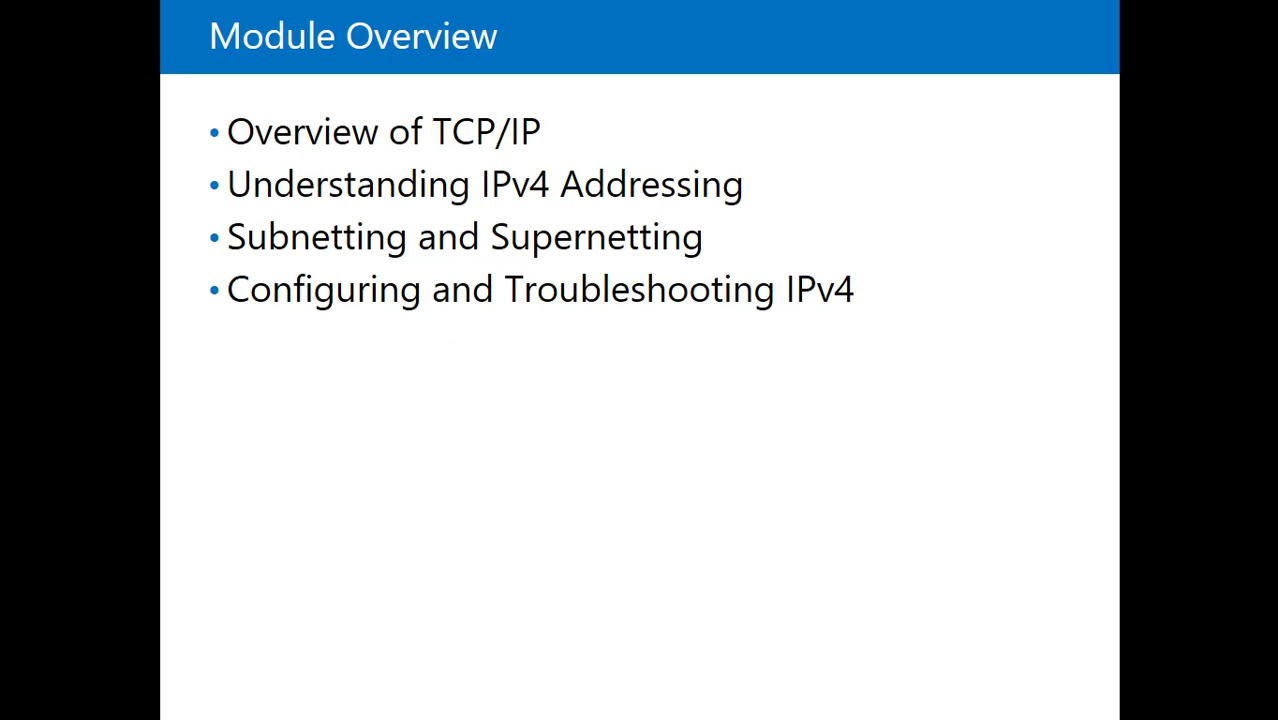 Module Overview
• Overview of TCP/IP
• Understanding IPv4 Addressing
• Subnetting and Supernetting
• Configuring and Troubleshooting IPv4